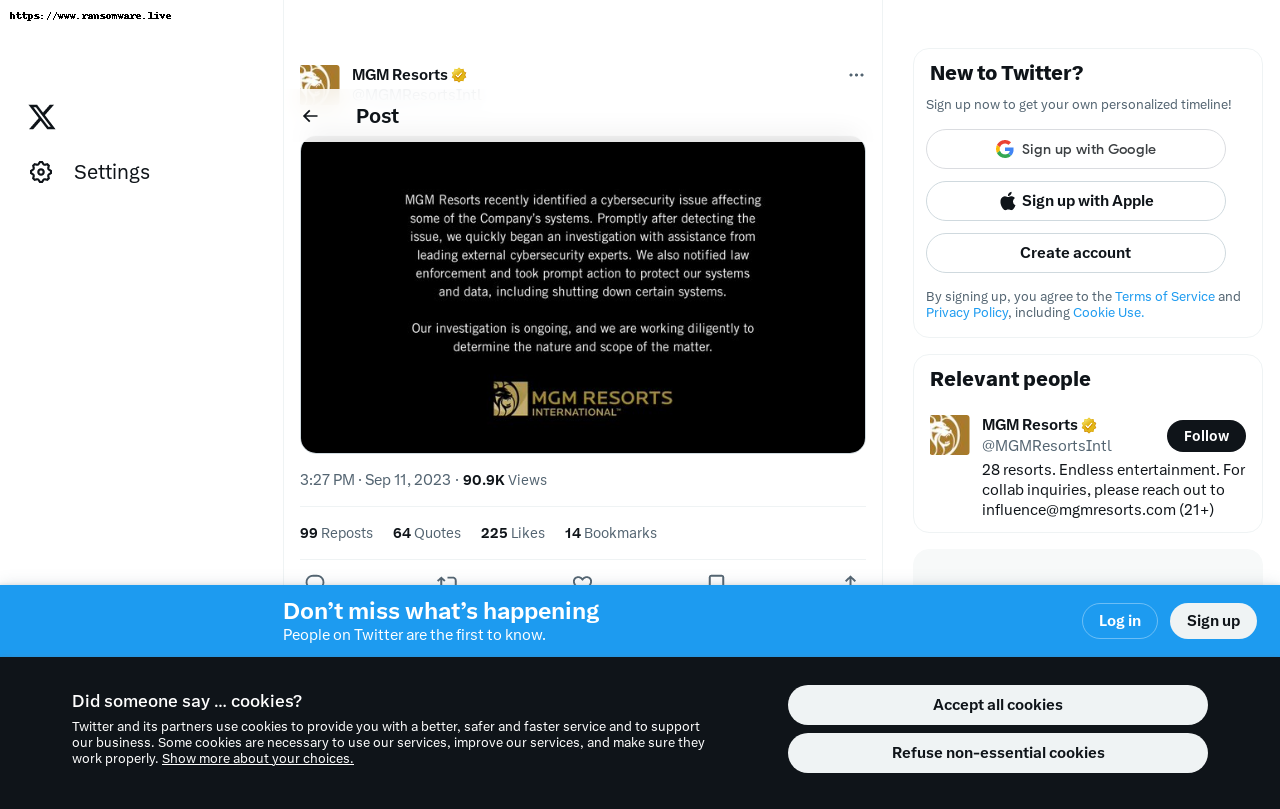 https://www.ransomware.live
Settings
MGM Resorts
@MGMResortsIntl
Post
MGM Resorts recently identified a cybersecurity issue affecting
some of the Company's systems. Promptly after detecting the
issue, we quickly began an investigation with assistance from
leading external cybersecurity experts. We also notified law
enforcement and took prompt action to protect our systems
and data, including shutting down certain systems.
Our investigation is ongoing, and we are working diligently to
determine the nature and scope of the matter.
MGM RESORTS
INTERNATIONAL™
3:27 PM · Sep 11, 2023 · 90.9K Views
99 Reposts 64 Quotes 225 Likes 14 Bookmarks
New to Twitter?
Sign up now to get your own personalized timeline!
Sign up with Google
Sign up with Apple
Create account
By signing up, you agree to the Terms of Service and
Privacy Policy, including Cookie Use.
Relevant people
MGM Resorts
@MGMResortsIntl
Follow
28 resorts. Endless entertainment. For
collab inquiries, please reach out to
influence@mgmresorts.com (21+)
Don’t miss what’s happening
People on Twitter are the first to know.
Log in
Sign up
Did someone say … cookies?
Twitter and its partners use cookies to provide you with a better, safer and faster service and to support
our business. Some cookies are necessary to use our services, improve our services, and make sure they
work properly. Show more about your choices.
Accept all cookies
Refuse non-essential cookies